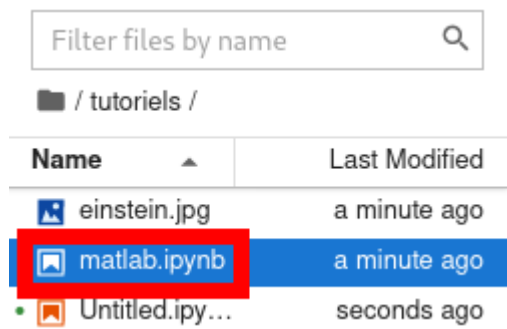 Filter files by name
/ tutoriels /
Name Last Modified
einstein.jpg a minute ago
matlab.ipynb a minute ago
Untitled.ipy... seconds ago